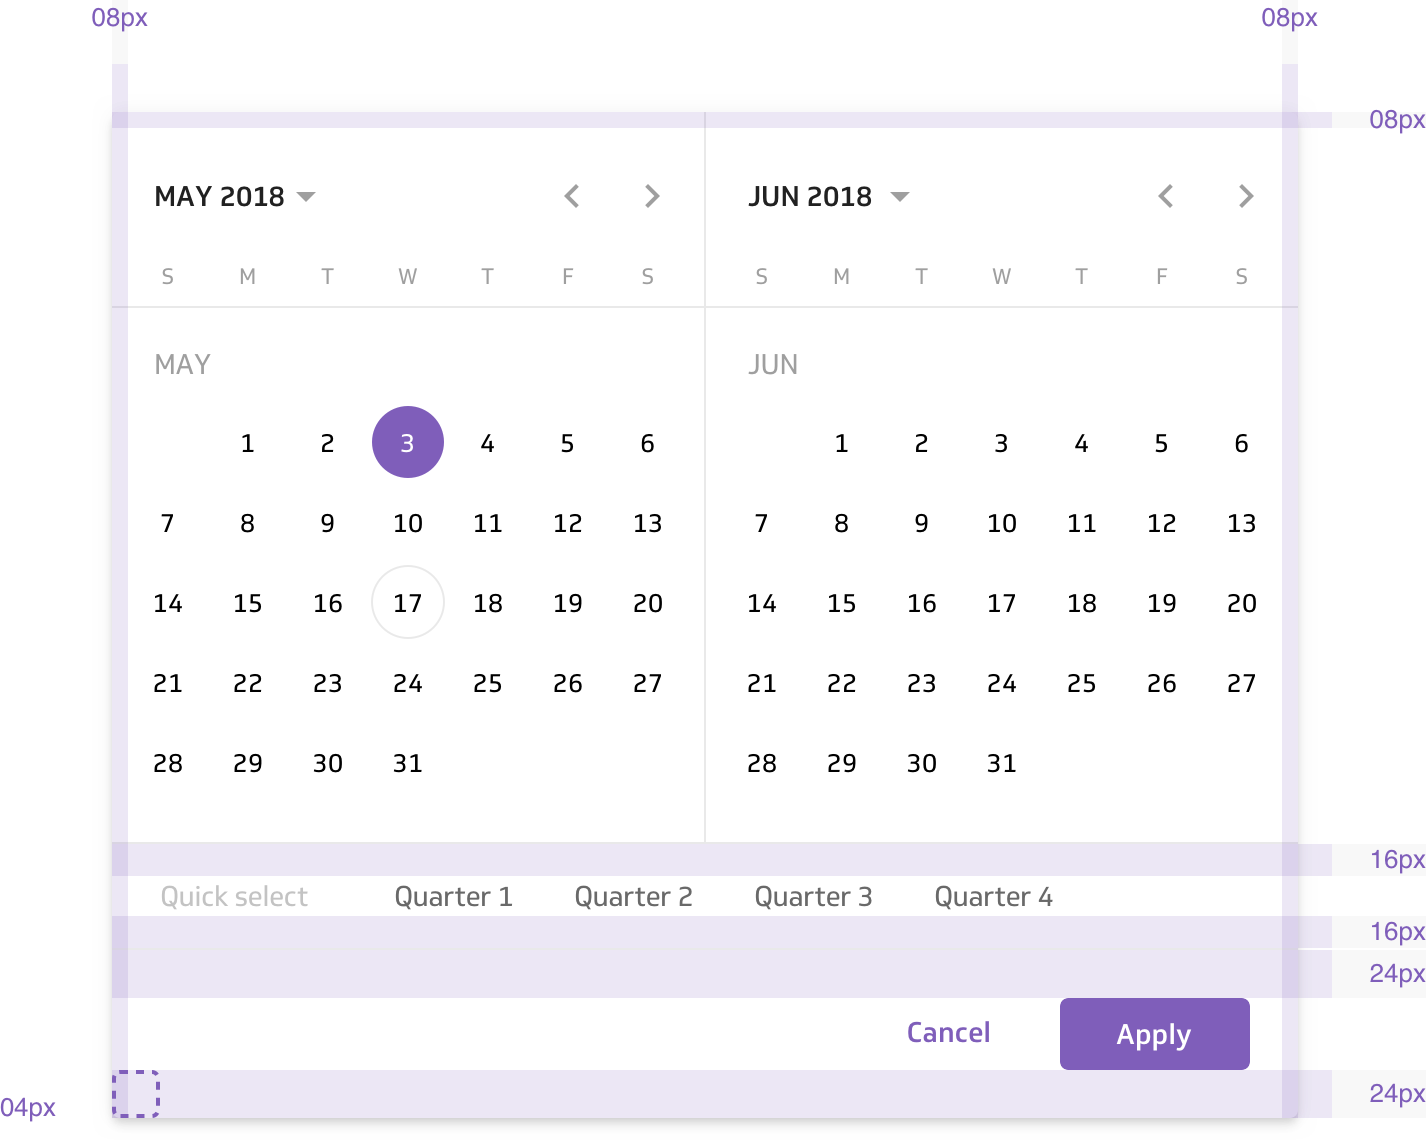 08px 08px
08px
MAY 2018 JUN 2018
S M T W T F S S M T W T F S
MAY JUN
1 2 3 4 5 6 1 2 3 4 5 6
7 8 9 10 11 12 13 7 8 9 10 11 12 13
14 15 16 17 18 19 20 14 15 16 17 18 19 20
21 22 23 24 25 26 27 21 22 23 24 25 26 27
28 29 30 31 28 29 30 31
16px
Quick select Quarter 1 Quarter 2 Quarter 3 Quarter 4
16px
24px
Cancel Apply
24px
04px